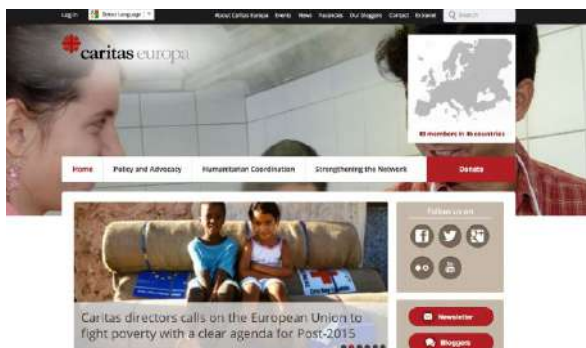 Log in
Select Language
About Caritas Europa Events News Vacancies Our Bloggers Contact Extranet
Search
caritas europa
49 members in 46 countries
Home Policy and Advocacy Humanitarian Coordination Strengthening the Network Donate
Follow us on
Caritas directors calls on the European Union to
fight poverty with a clear agenda for Post-2015
Newsletter
Bloggers